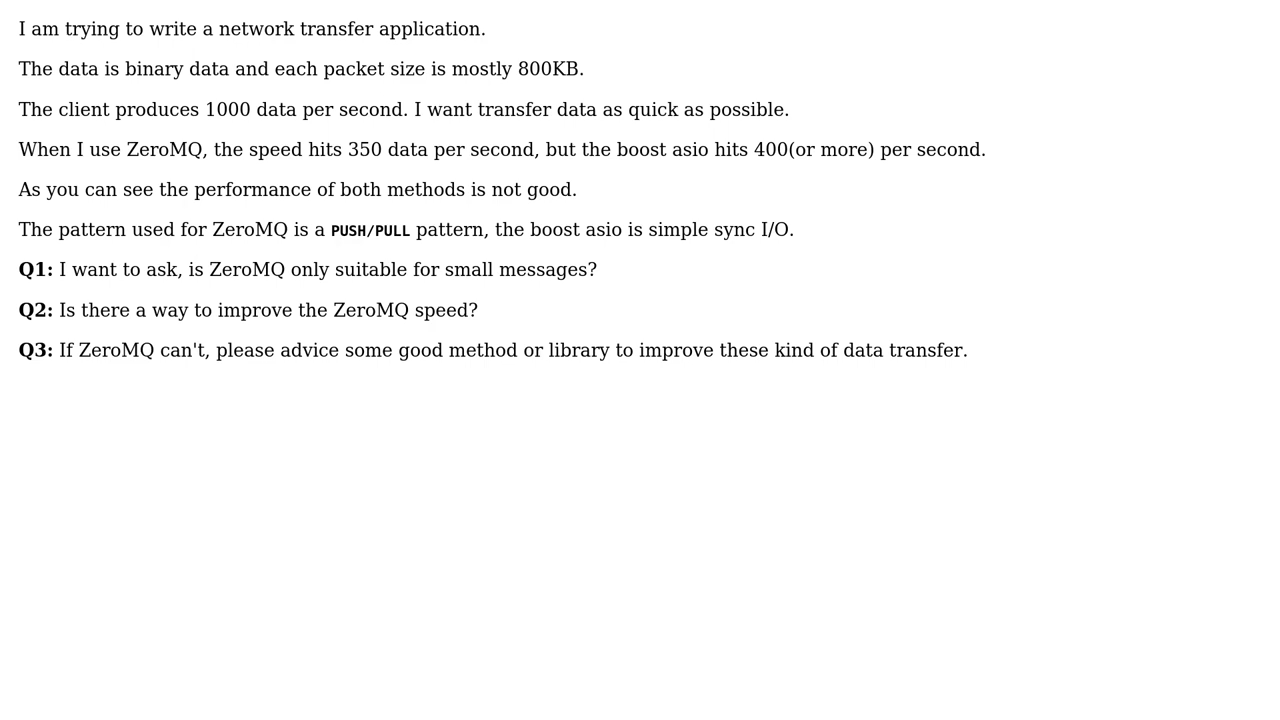 I am trying to write a network transfer application.
The data is binary data and each packet size is mostly 800KB.
The client produces 1000 data per second. I want transfer data as quick as possible.
When I use ZeroMQ, the speed hits 350 data per second, but the boost asio hits 400(or more) per second.
As you can see the performance of both methods is not good.
The pattern used for ZeroMQ is a PUSH/PULL pattern, the boost asio is simple sync I/O.
Q1: I want to ask, is ZeroMQ only suitable for small messages?
Q2: Is there a way to improve the ZeroMQ speed?
Q3: If ZeroMQ can't, please advice some good method or library to improve these kind of data transfer.